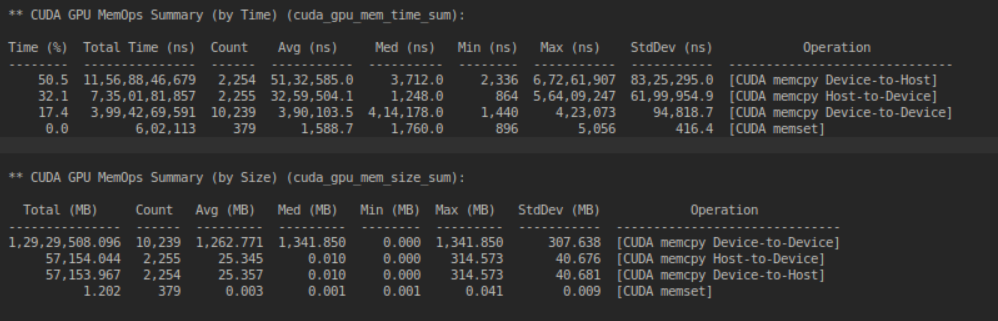 ** CUDA GPU MemOps Summary (by Time) (cuda_gpu_mem_time_sum):
Time (%)  Total Time (ns)  Count   Avg (ns)     Med (ns)    Min (ns)   Max (ns)    StdDev (ns)            Operation
--------  ---------------  ------  -----------  ----------  --------  -----------  -----------  ------------------------------
50.5  11,56,88,46,679   2,254  51,32,585.0     3,712.0     2,336  6,72,61,907  83,25,295.0  [CUDA memcpy Device-to-Host]
32.1   7,35,01,81,857   2,255  32,59,504.1     1,248.0       864  5,64,09,247  61,99,954.9  [CUDA memcpy Host-to-Device]
17.4   3,99,42,69,591  10,239   3,90,103.5  4,14,178.0     1,440     4,23,073     94,818.7  [CUDA memcpy Device-to-Device]
0.0         6,02,113     379      1,588.7     1,760.0       896        5,056        416.4  [CUDA memset]
** CUDA GPU MemOps Summary (by Size) (cuda_gpu_mem_size_sum):
Total (MB)     Count   Avg (MB)   Med (MB)   Min (MB)  Max (MB)   StdDev (MB)            Operation
---------------  ------  ---------  ---------  --------  ---------  -----------  ------------------------------
1,29,29,508.096  10,239  1,262.771  1,341.850     0.000  1,341.850      307.638  [CUDA memcpy Device-to-Device]
57,154.044   2,255     25.345      0.010     0.000    314.573       40.676  [CUDA memcpy Host-to-Device]
57,153.967   2,254     25.357      0.010     0.000    314.573       40.681  [CUDA memcpy Device-to-Host]
1.202     379      0.003      0.001     0.001      0.041        0.009  [CUDA memset]